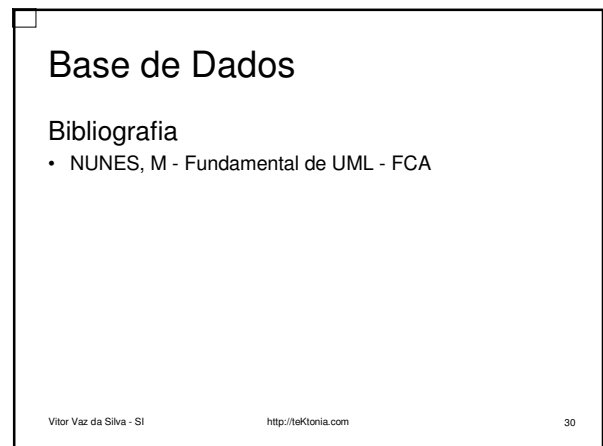 Base de Dados
Bibliografia
• NUNES, M - Fundamental de UML - FCA
Vitor Vaz da Silva - SI http://teKtonia.com 30